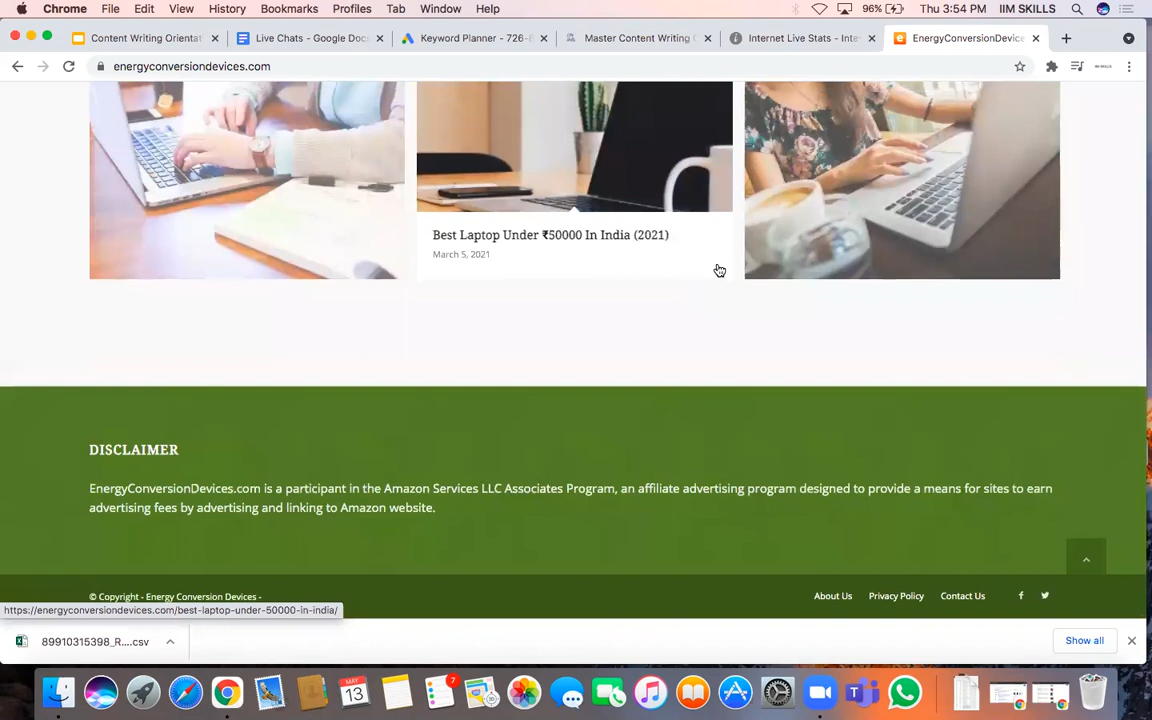 Chrome File Edit View History Bookmarks Profiles Tab Window Help 96% Thu 3:54 PM IIM SKILLS
Content Writing Orientat Live Chats - Google Docs Keyword Planner - 726- Master Content Writing Internet Live Stats - Inte EnergyConversionDevice
energyconversiondevices.com
Best Laptop Under ₹50000 In India (2021)
March 5, 2021
DISCLAIMER
EnergyConversionDevices.com is a participant in the Amazon Services LLC Associates Program, an affiliate advertising program designed to provide a means for sites to earn
advertising fees by advertising and linking to Amazon website.
© Copyright - Energy Conversion Devices - About Us Privacy Policy Contact Us
https://energyconversiondevices.com/best-laptop-under-50000-in-india/
89910315398_R....csv Show all
MAY
13
7